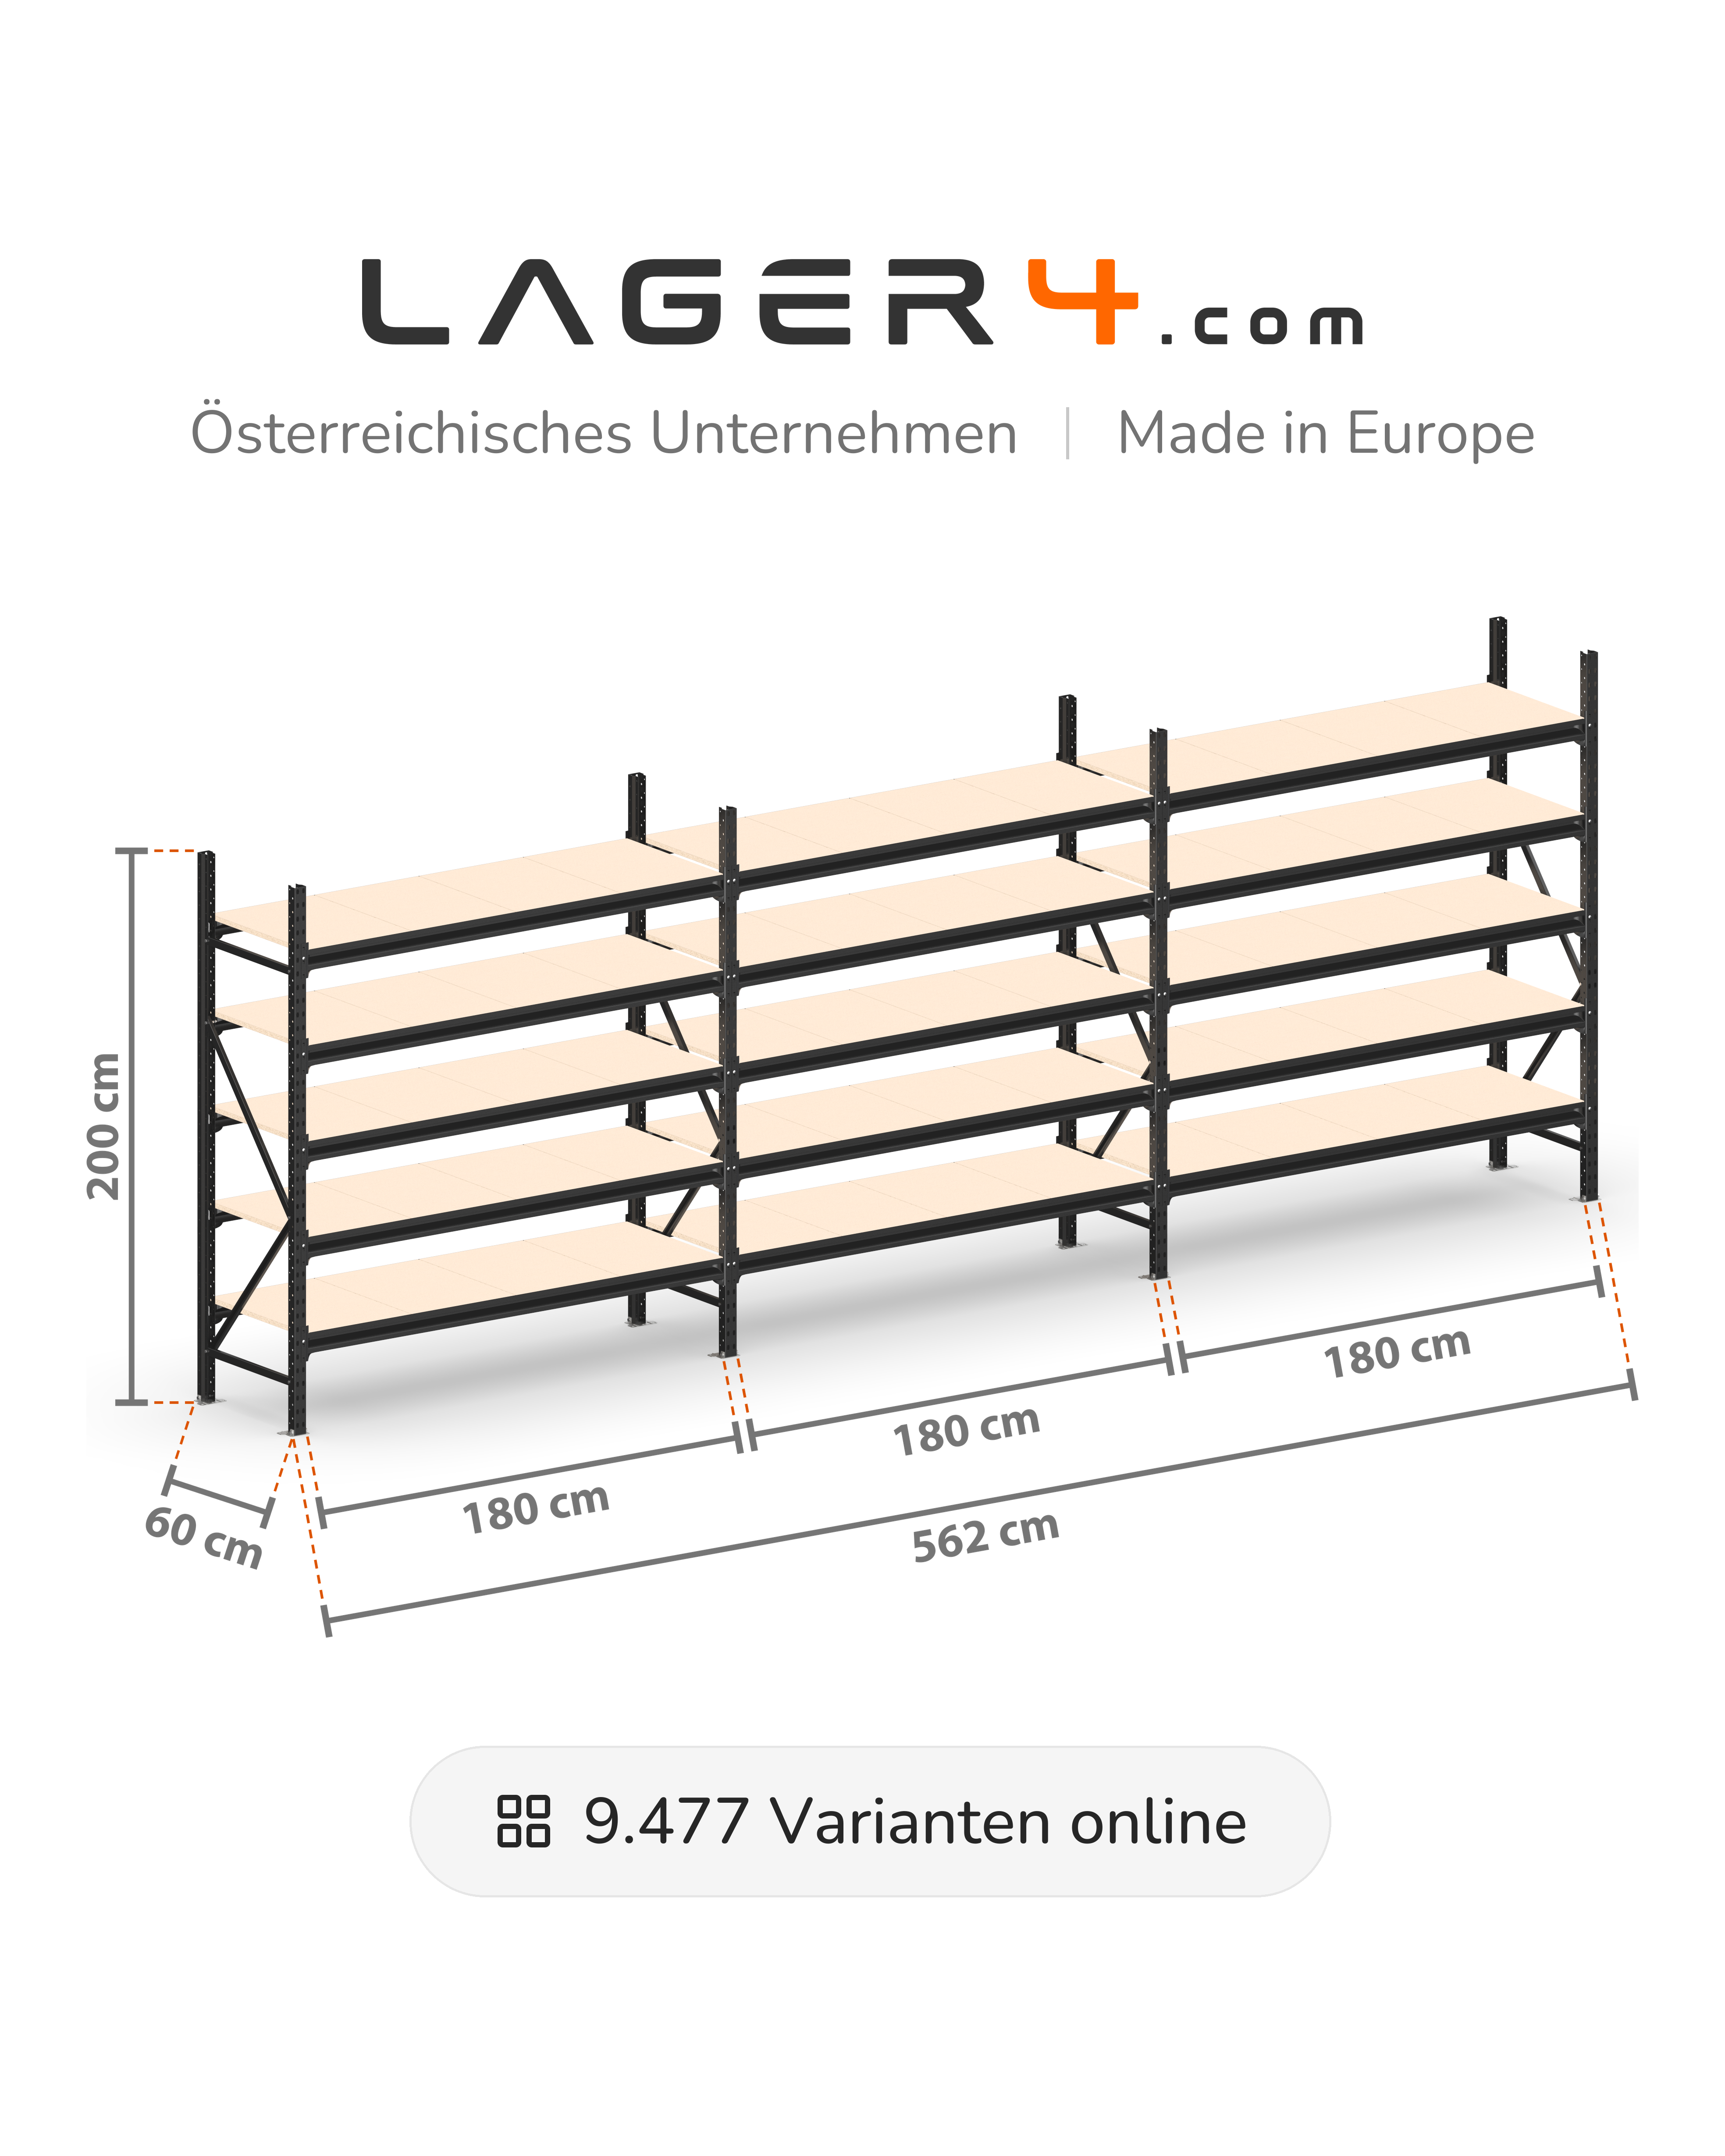 LAGER4.com
Österreichisches Unternehmen | Made in Europe
200 cm
60 cm
180 cm
180 cm
180 cm
562 cm
9.477 Varianten online